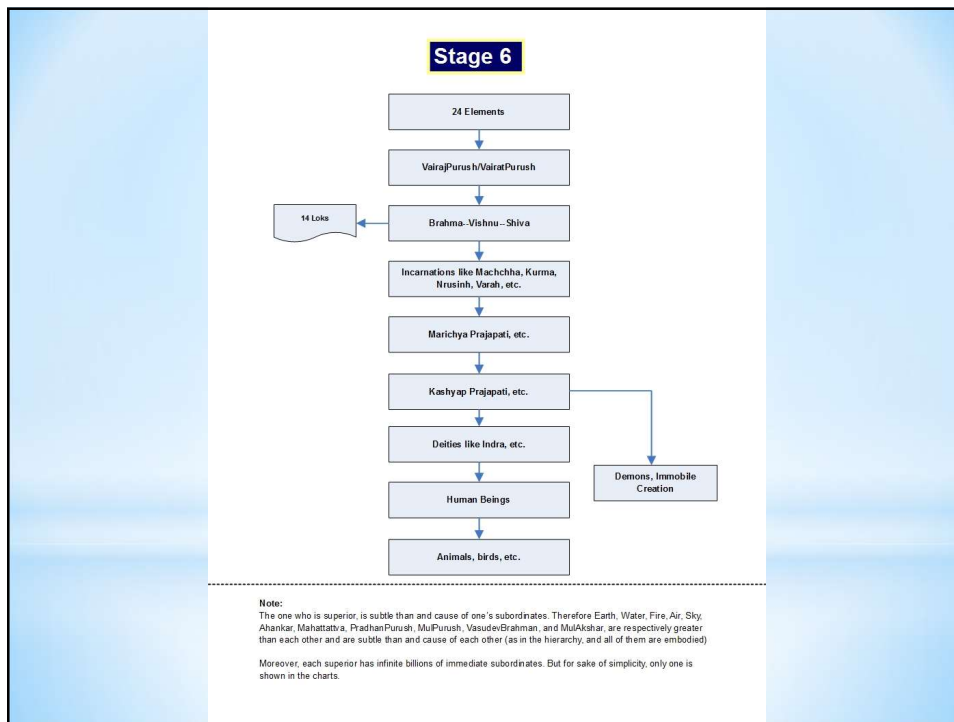 Stage 6
24 Elements
VairajPurush/VairatPurush
14 Loks
Brahma--Vishnu--Shiva
Incarnations like Machchha, Kurma,
Nrusinh, Varah, etc.
Marichya Prajapati, etc.
Kashyap Prajapati, etc.
Deities like Indra, etc.
Demons, Immobile
Creation
Human Beings
Animals, birds, etc.
Note:
The one who is superior, is subtle than and cause of one's subordinates. Therefore Earth, Water, Fire, Air, Sky,
Ahankar, Mahattattva, PradhanPurush, MulPurush, VasudevBrahman, and MulAkshar, are respectively greater
than each other and are subtle than and cause of each other (as in the hierarchy, and all of them are embodied)
Moreover, each superior has infinite billions of immediate subordinates. But for sake of simplicity, only one is
shown in the charts.